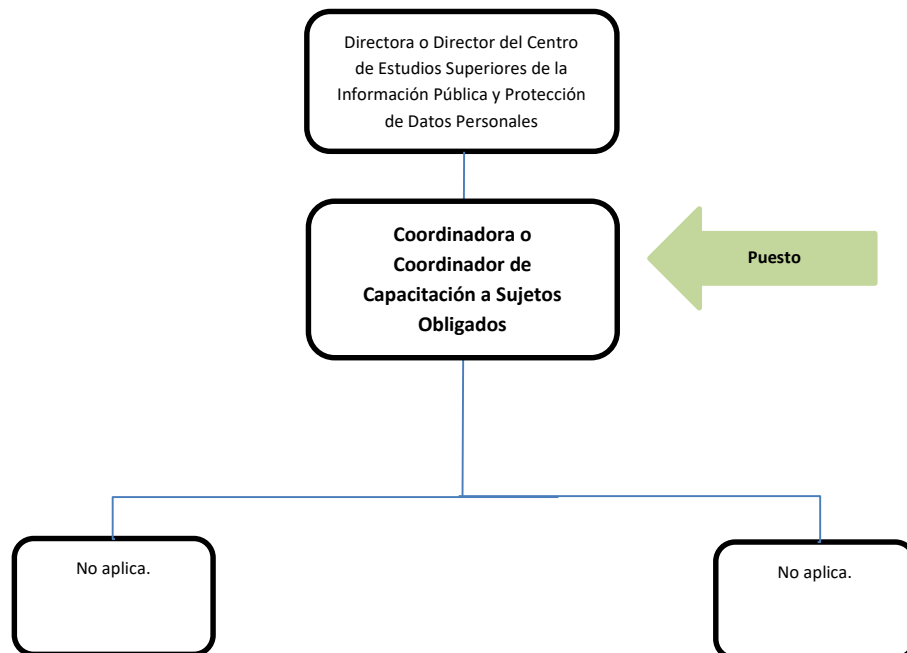 Directora o Director del Centro
de Estudios Superiores de la
Información Pública y Protección
de Datos Personales
Coordinadora o
Coordinador de
Capacitación a Sujetos
Obligados
Puesto
No aplica.
No aplica.